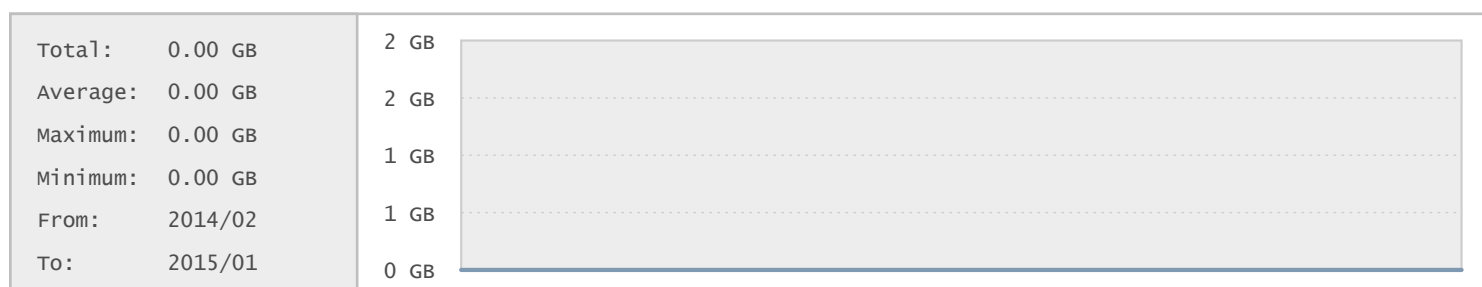 Total: 0.00 GB
Average: 0.00 GB
Maximum: 0.00 GB
Minimum: 0.00 GB
From: 2014/02
To: 2015/01
2 GB
2 GB
1 GB
1 GB
0 GB